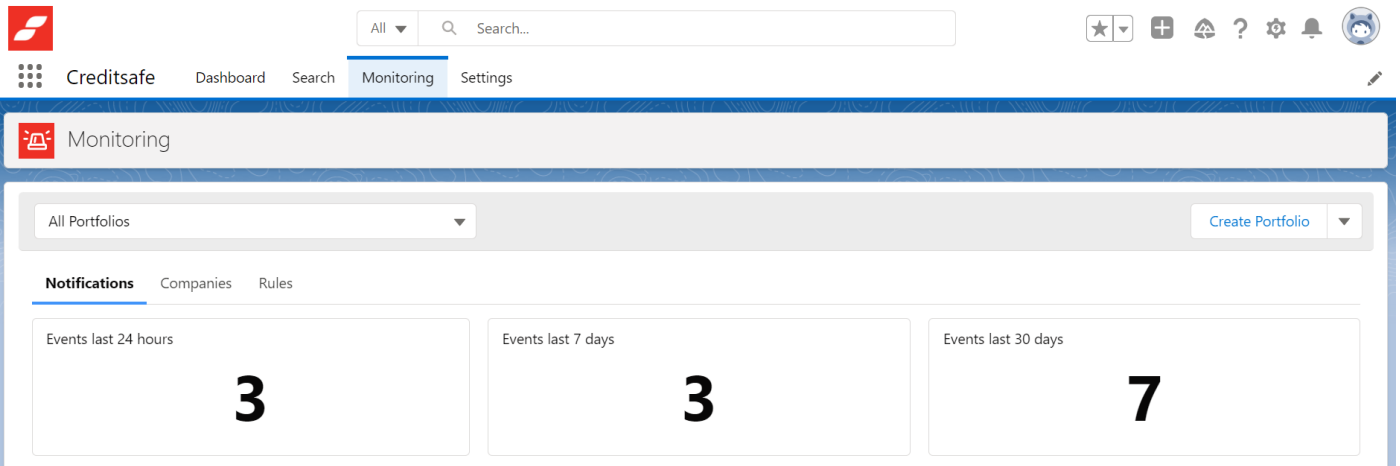 All Search...
Creditsafe Dashboard Search Monitoring Settings
Monitoring
All Portfolios Create Portfolio
Notifications Companies Rules
Events last 24 hours Events last 7 days Events last 30 days
3 3 7